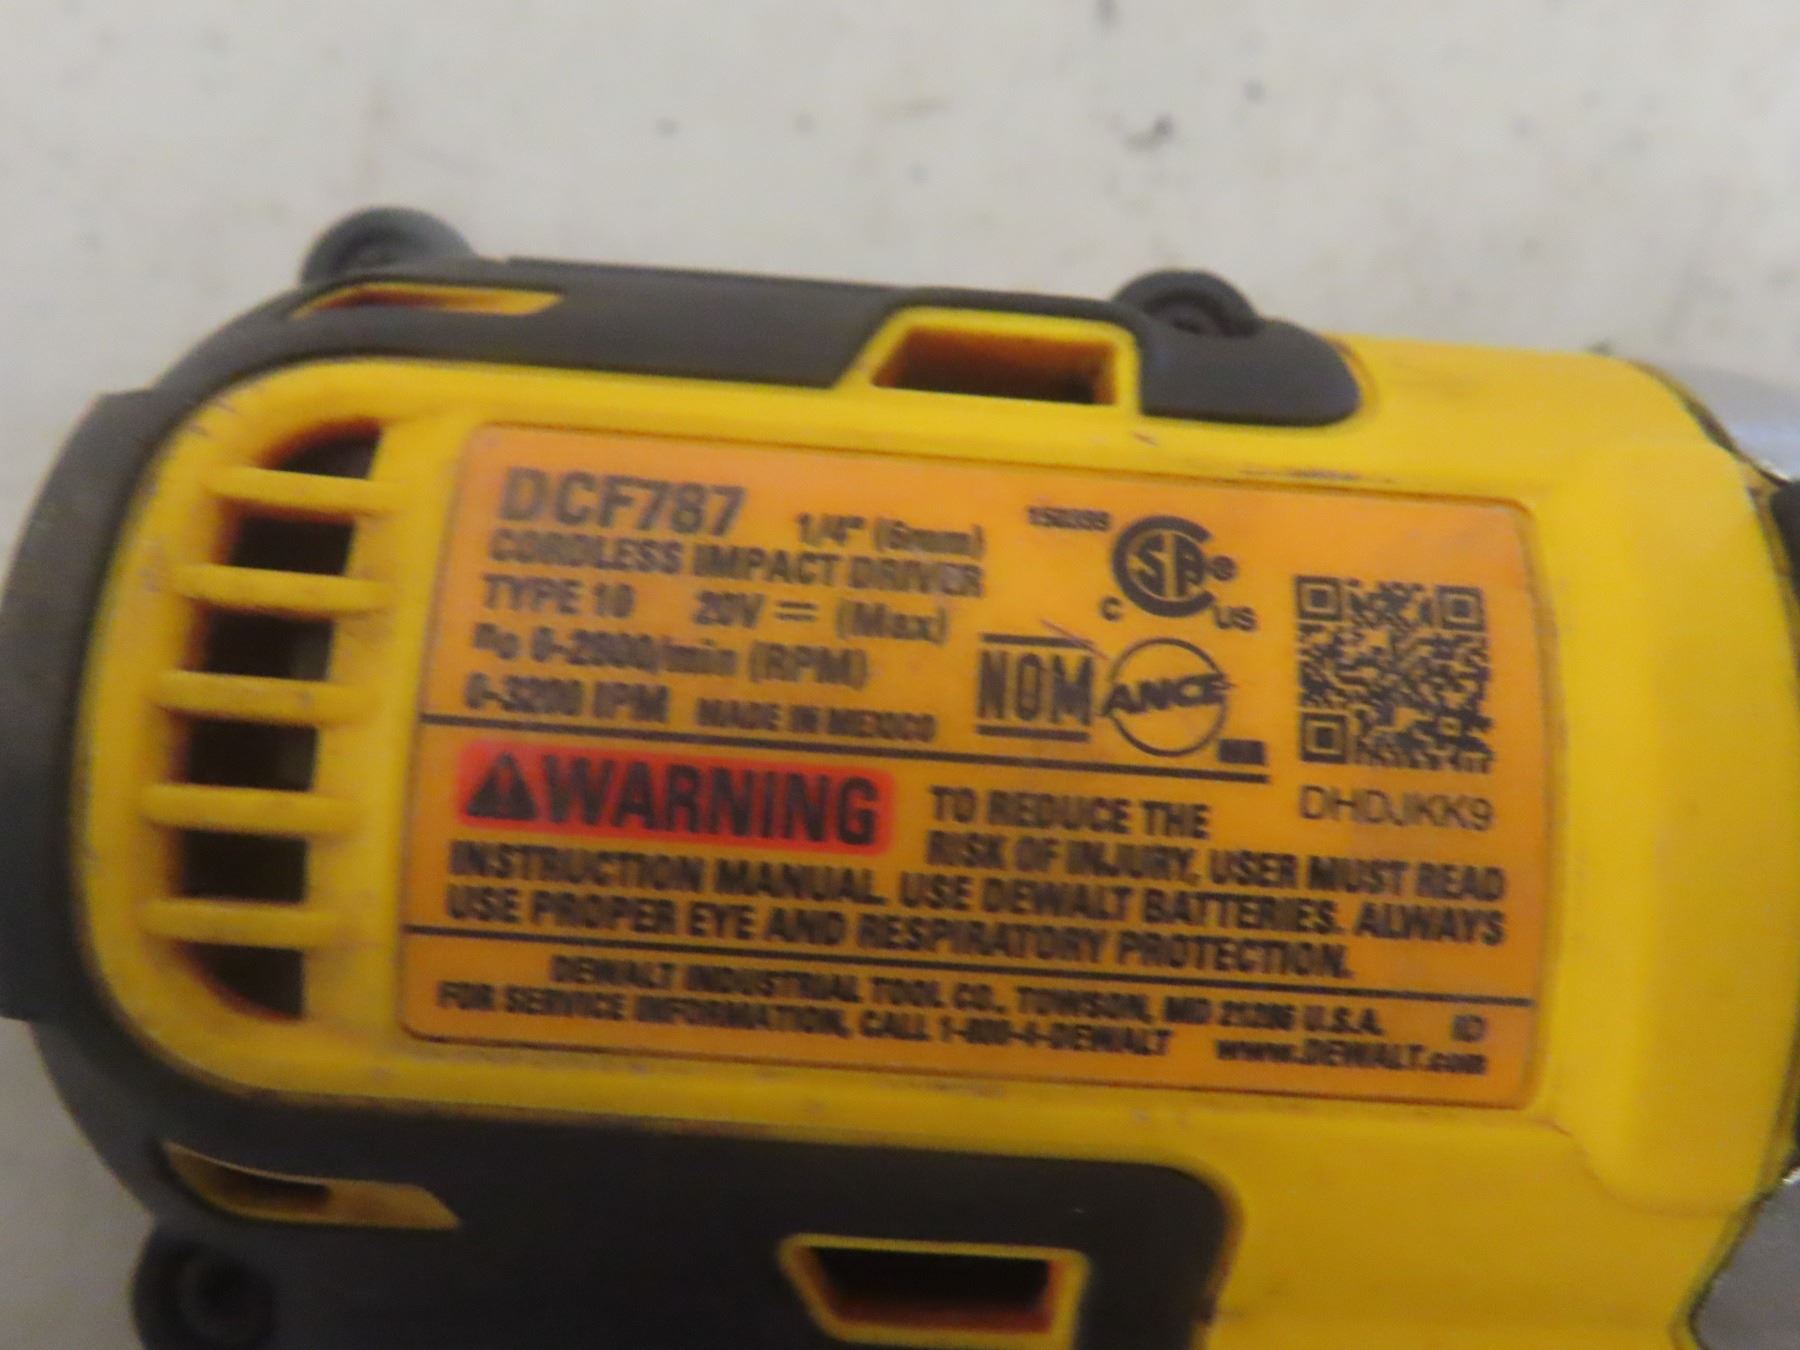 DCF787
1/4" (6mm)
CORDLESS IMPACT DRIVER
TYPE 10 20V (Max)
n0 0-2800/min (RPM)
0-3200 IPM MADE IN MEXICO
CSA ®
C US
NOM
ANCE
DHDJKK9
WARNING TO REDUCE THE
RISK OF INJURY, USER MUST READ
INSTRUCTION MANUAL. USE DEWALT BATTERIES. ALWAYS
USE PROPER EYE AND RESPIRATORY PROTECTION.
DEWALT INDUSTRIAL TOOL CO., TOWSON, MD 21286 U.S.A.
FOR SERVICE INFORMATION, CALL 1-800-4-DEWALT www.DEWALT.com